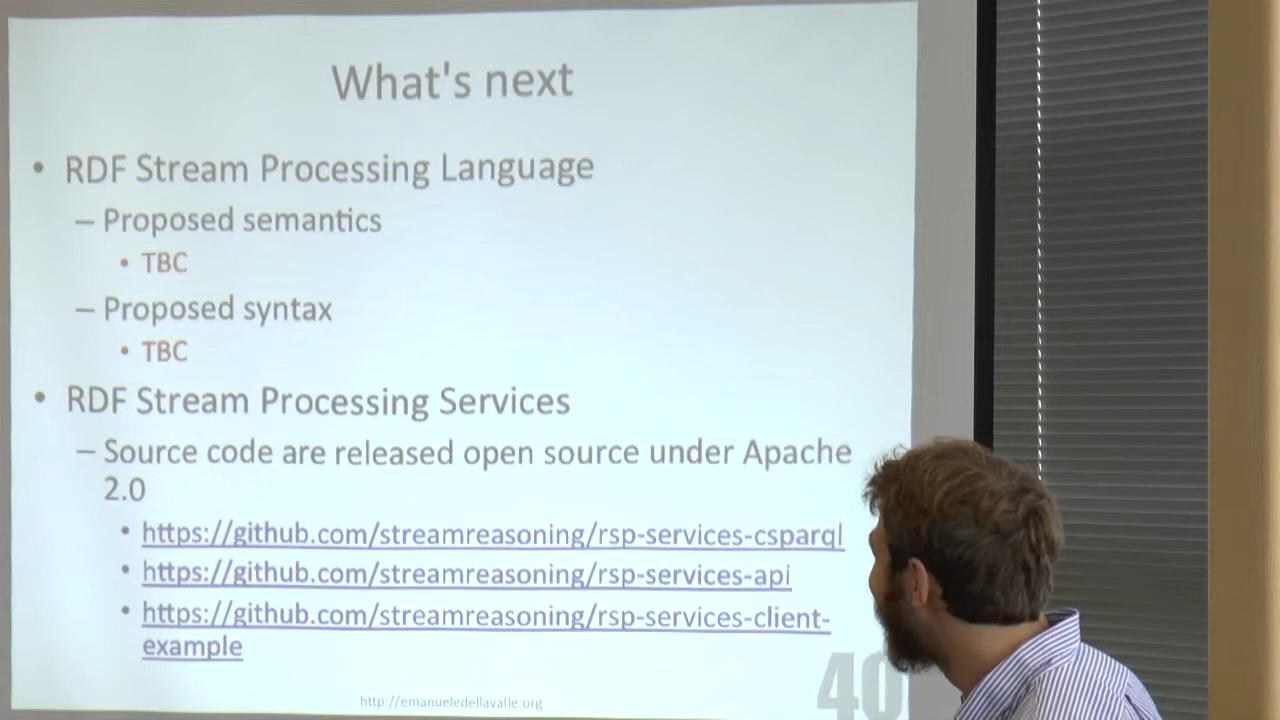 What's next
• RDF Stream Processing Language
– Proposed semantics
• TBC
– Proposed syntax
• TBC
• RDF Stream Processing Services
– Source code are released open source under Apache
2.0
• https://github.com/streamreasoning/rsp-services-csparql
• https://github.com/streamreasoning/rsp-services-api
• https://github.com/streamreasoning/rsp-services-client-
example
http://emanueledellavalle.org
40